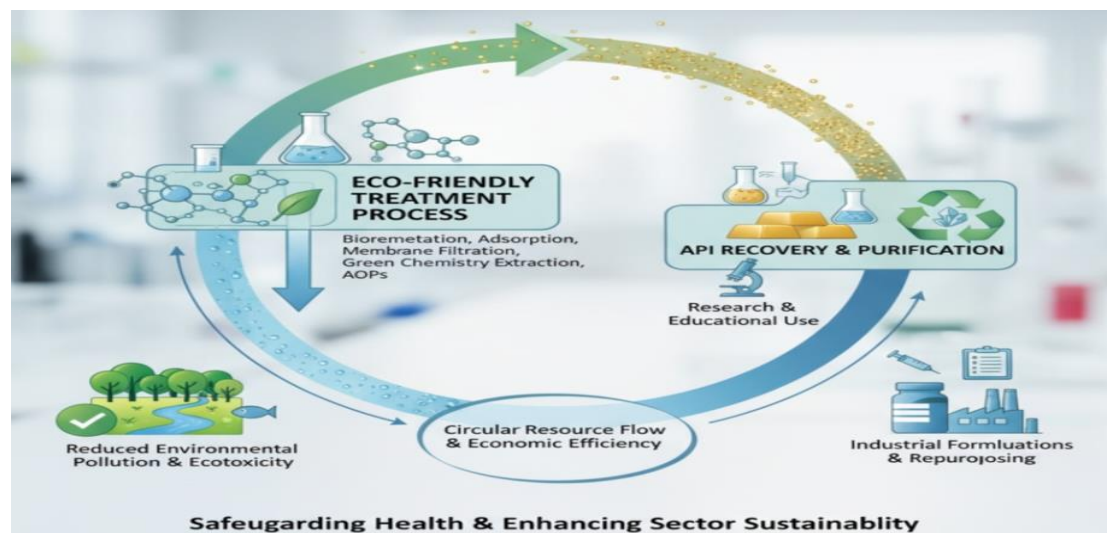 ECO-FRIENDLY
TREATMENT
PROCESS
Bioremetation, Adsorption,
Membrane Filtration,
Green Chemistry Extraction,
AOPs
API RECOVERY & PURIFICATION
Research &
Educational Use
Circular Resource Flow
& Economic Efficiency
Reduced Environmental
Pollution & Ecotoxicity
Industrial Formluations
& Repurojosing
Safeugarding Health & Enhancing Sector Sustainablity